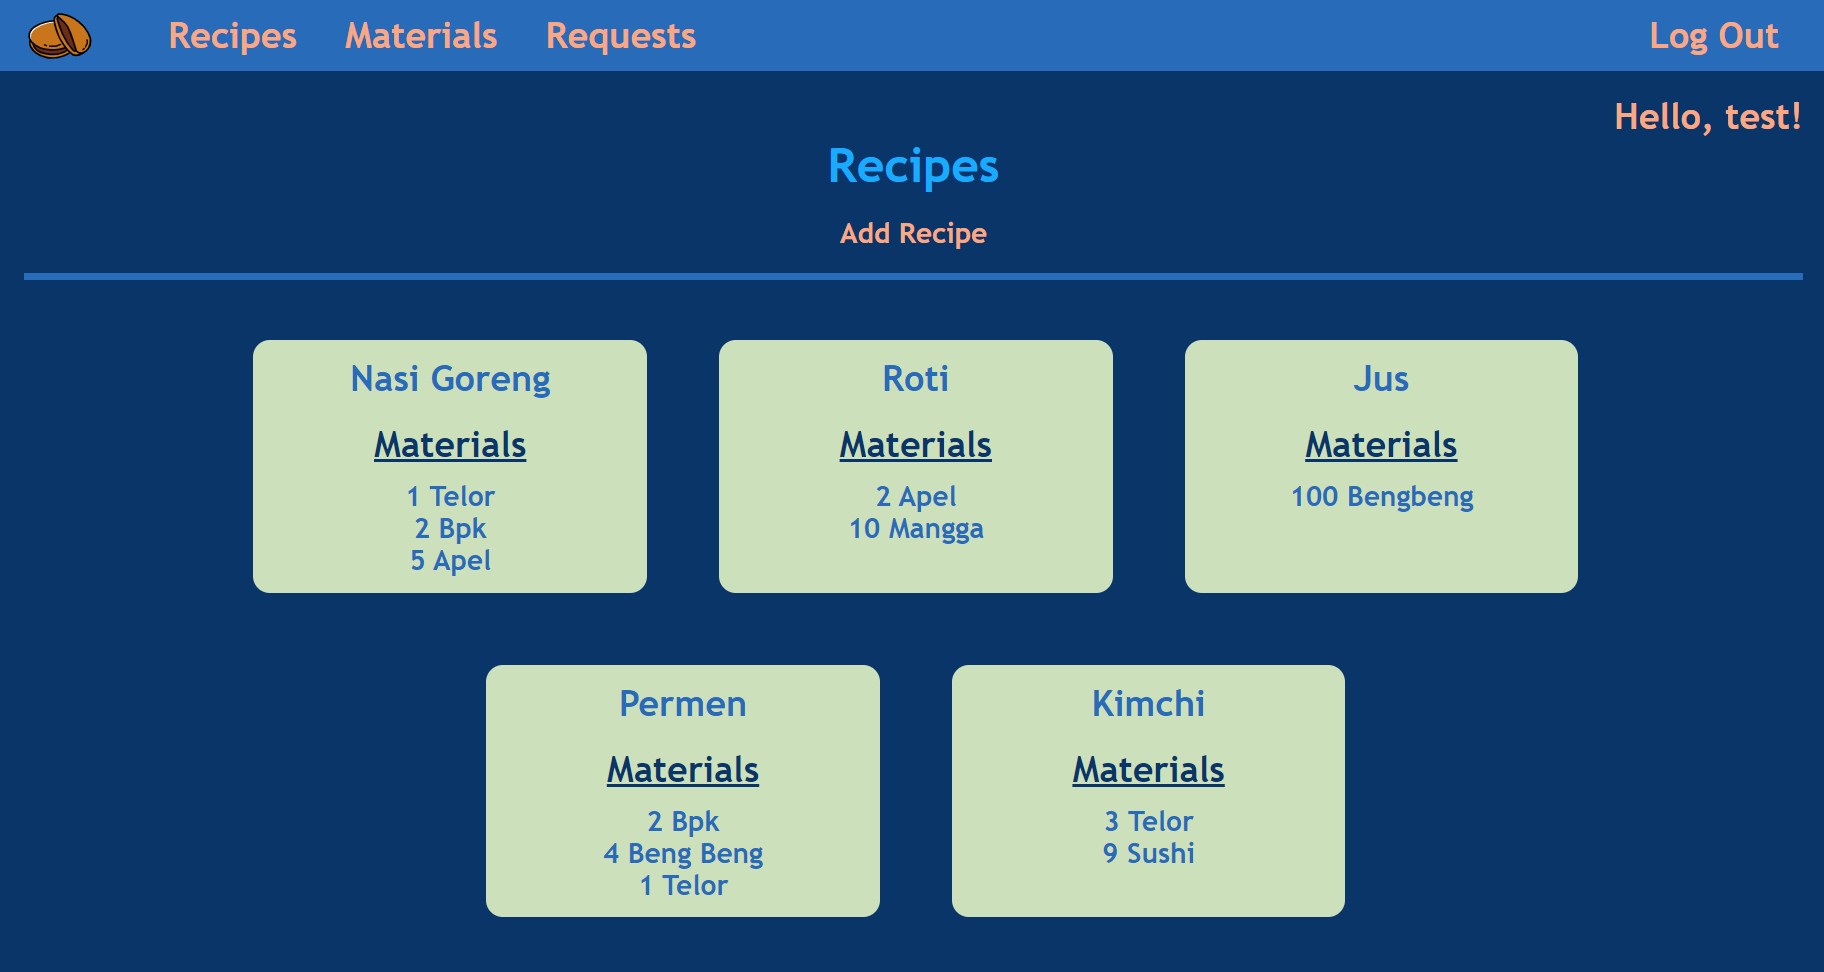 Recipes Materials Requests Log Out
Hello, test!
Recipes
Add Recipe
Nasi Goreng
Materials
1 Telor
2 Bpk
5 Apel
Roti
Materials
2 Apel
10 Mangga
Jus
Materials
100 Bengbeng
Permen
Materials
2 Bpk
4 Beng Beng
1 Telor
Kimchi
Materials
3 Telor
9 Sushi